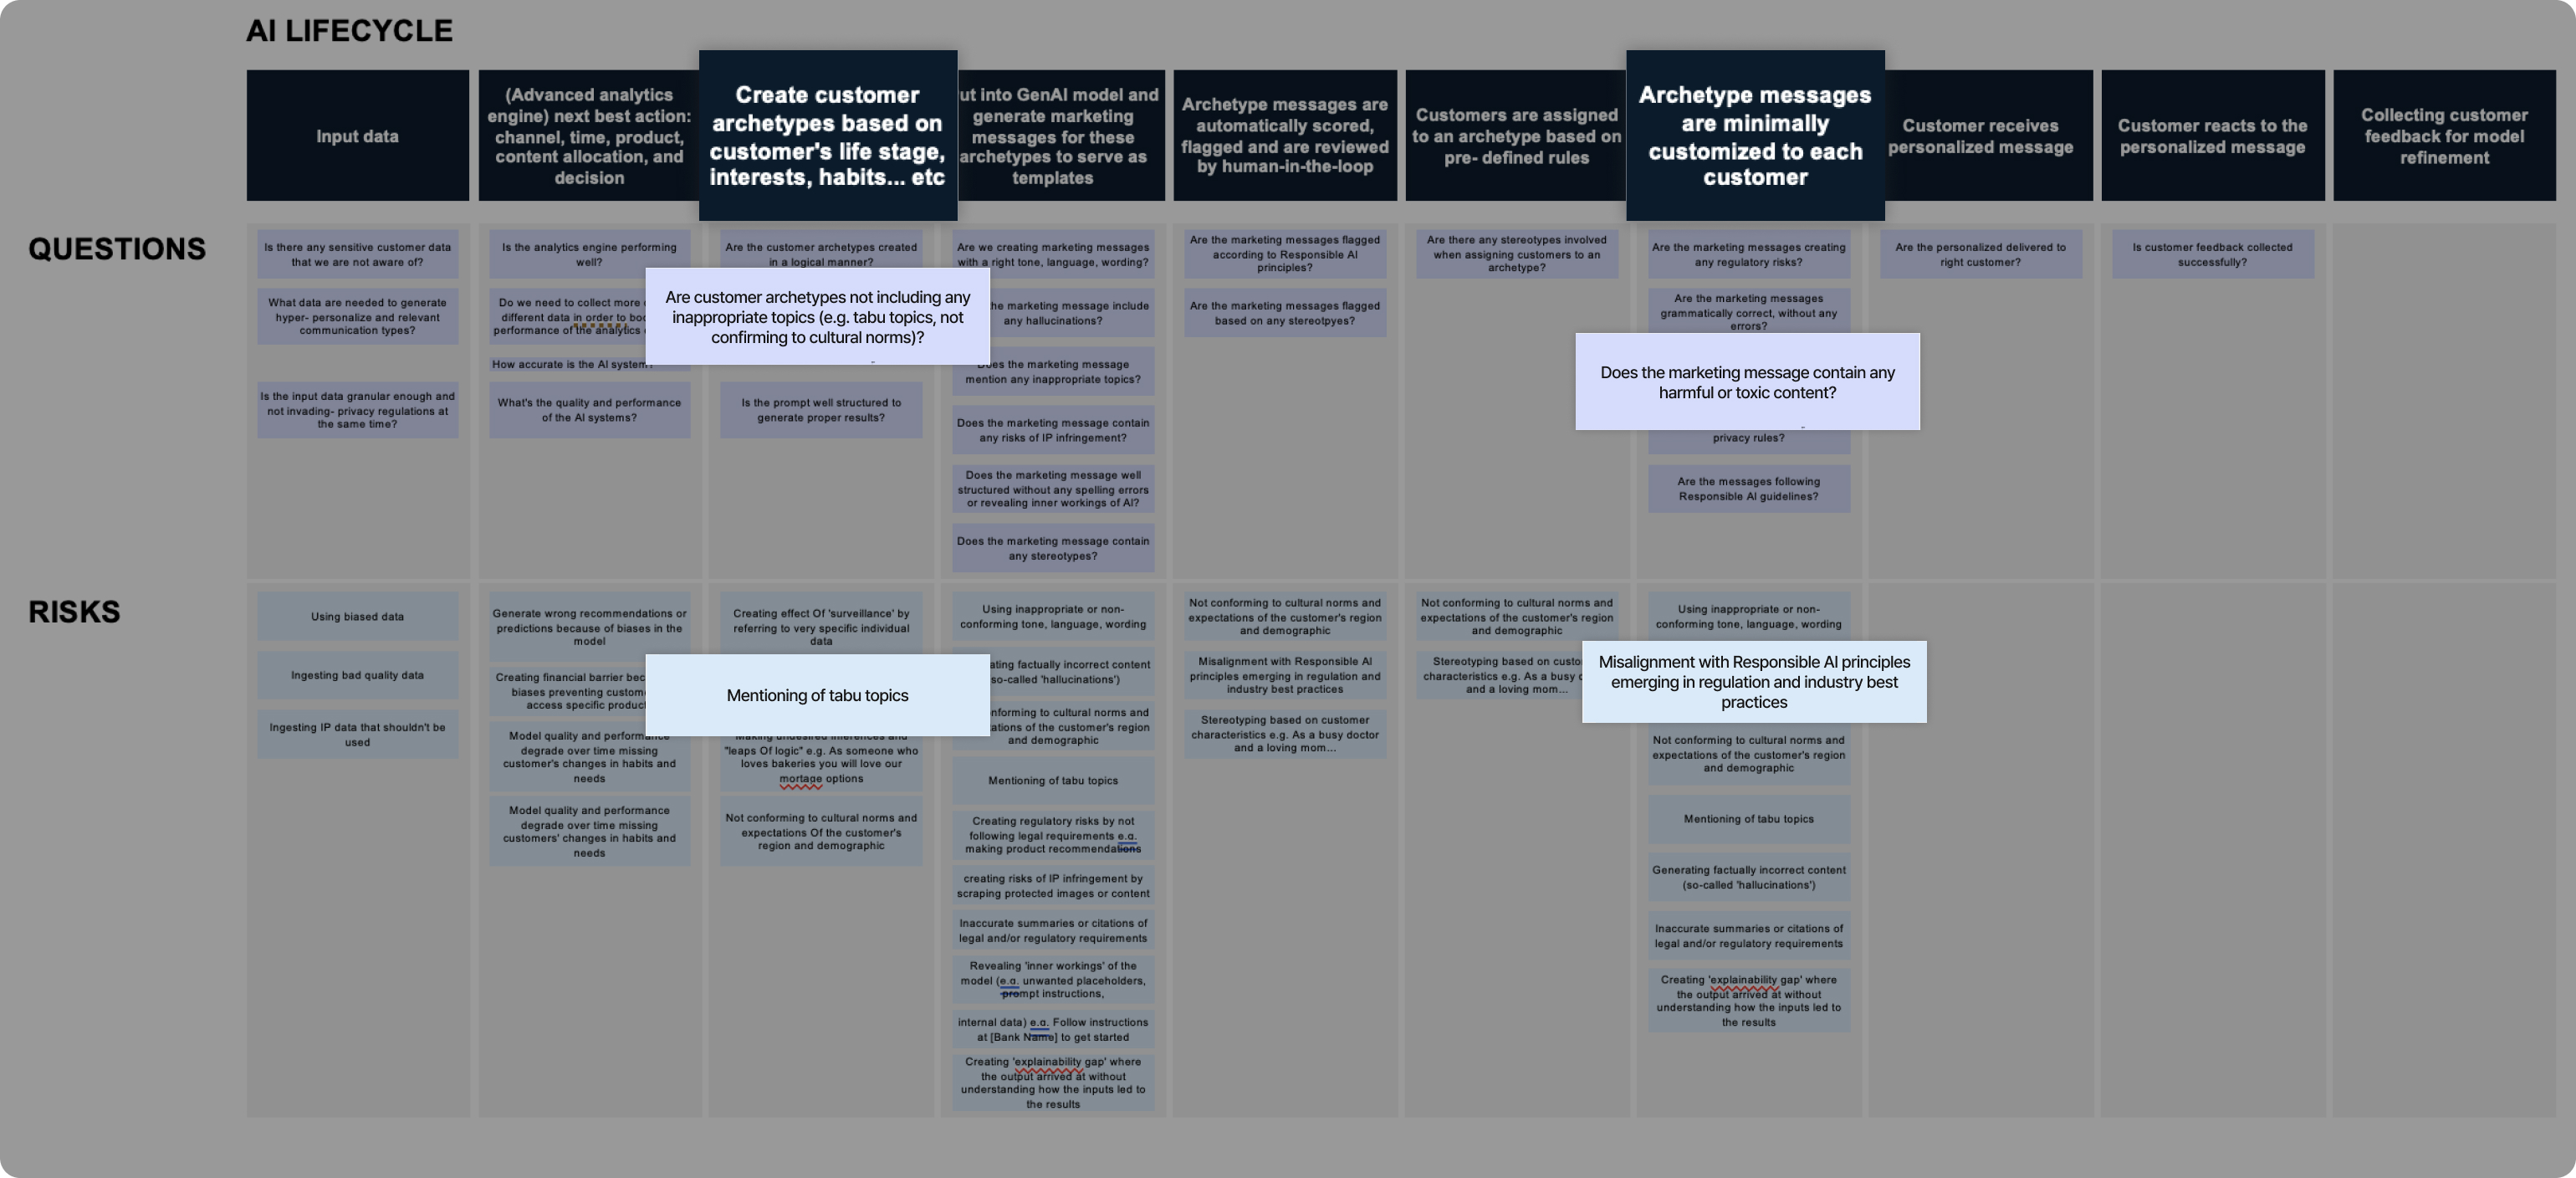 AI LIFECYCLE
Input data
(Advanced analytics
engine) next best action:
channel, time, product,
content allocation, and
decision
Create customer
archetypes based on
customer's life stage,
interests, habits... etc
ut into GenAI model and
generate marketing
messages for these
archetypes to serve as
templates
Archetype messages are
automatically scored,
flagged and are reviewed
by human-in-the-loop
Customers are assigned
to an archetype based on
pre- defined rules
Archetype messages
are minimally
customized to each
customer
Customer receives
personalized message
Customer reacts to the
personalized message
Collecting customer
feedback for model
refinement
QUESTIONS
Is there any sensitive customer data
that we are not aware of?
What data are needed to generate
hyper- personalize and relevant
communication types?
Is the input data granular enough and
not invading- privacy regulations at
the same time?
Is the analytics engine performing
well?
Do we need to collect more
different data in order to
performance of the analytics
How accurate is the AI system?
What's the quality and performance
of the AI systems?
Are the customer archetypes created
in a logical manner?
Are customer archetypes not including any
inappropriate topics (e.g. tabu topics, not
confirming to cultural norms)?
Is the prompt well structured to
generate proper results?
Are we creating marketing messages
with a right tone, language, wording?
the marketing message include
any hallucinations?
Does the marketing message
mention any inappropriate topics?
Does the marketing message contain
any risks of IP infringement?
Does the marketing message well
structured without any spelling errors
or revealing inner workings of AI?
Does the marketing message contain
any stereotypes?
Are the marketing messages flagged
according to Responsible AI
principles?
Are the marketing messages flagged
based on any stereotpyes?
Are there any stereotypes involved
when assigning customers to an
archetype?
Are the marketing messages creating
any regulatory risks?
Are the marketing messages
grammatically correct, without any
errors?
Does the marketing message contain any
harmful or toxic content?
privacy rules?
Are the messages following
Responsible AI guidelines?
Are the personalized delivered to
right customer?
Is customer feedback collected
successfully?
RISKS
Using biased data
Ingesting bad quality data
Ingesting IP data that shouldn't be
used
Generate wrong recommendations or
predictions because of biases in the
model
Creating financial barrier
biases preventing
access specific
Model quality and performance
degrade over time missing
customer's changes in habits and
needs
Model quality and performance
degrade over time missing
customers' changes in habits and
needs
Creating effect Of 'surveillance' by
referring to very specific individual
data
Mentioning of tabu topics
Making undesired inferences and
"leaps Of logic" e.g. As someone who
loves bakeries you will love our
mortage options
Not conforming to cultural norms and
expectations Of the customer's
region and demographic
Using inappropriate or non-
conforming tone, language, wording
ating factually incorrect content
so-called 'hallucinations')
nforming to cultural norms and
ations of the customer's region
and demographic
Mentioning of tabu topics
Creating regulatory risks by not
following legal requirements e.g.
making product recommendations
creating risks of IP infringement by
scraping protected images or content
Inaccurate summaries or citations of
legal and/or regulatory requirements
Revealing 'inner workings' of the
model (e.g. unwanted placeholders,
prompt instructions,
internal data) e.g. Follow instructions
at [Bank Name] to get started
Creating 'explainability gap' where
the output arrived at without
understanding how the inputs led to
the results
Not conforming to cultural norms and
expectations of the customer's region
and demographic
Misalignment with Responsible AI
principles emerging in regulation and
industry best practices
Stereotyping based on customer
characteristics e.g. As a busy doctor
and a loving mom...
Not conforming to cultural norms and
expectations of the customer's region
and demographic
Stereotyping based on
characteristics e.g. As a busy
and a loving mom...
Using inappropriate or non-
conforming tone, language, wording
Misalignment with Responsible AI principles
emerging in regulation and industry best
practices
Not conforming to cultural norms and
expectations of the customer's region
and demographic
Mentioning of tabu topics
Generating factually incorrect content
(so-called 'hallucinations')
Inaccurate summaries or citations of
legal and/or regulatory requirements
Creating 'explainability gap' where
the output arrived at without
understanding how the inputs led to
the results